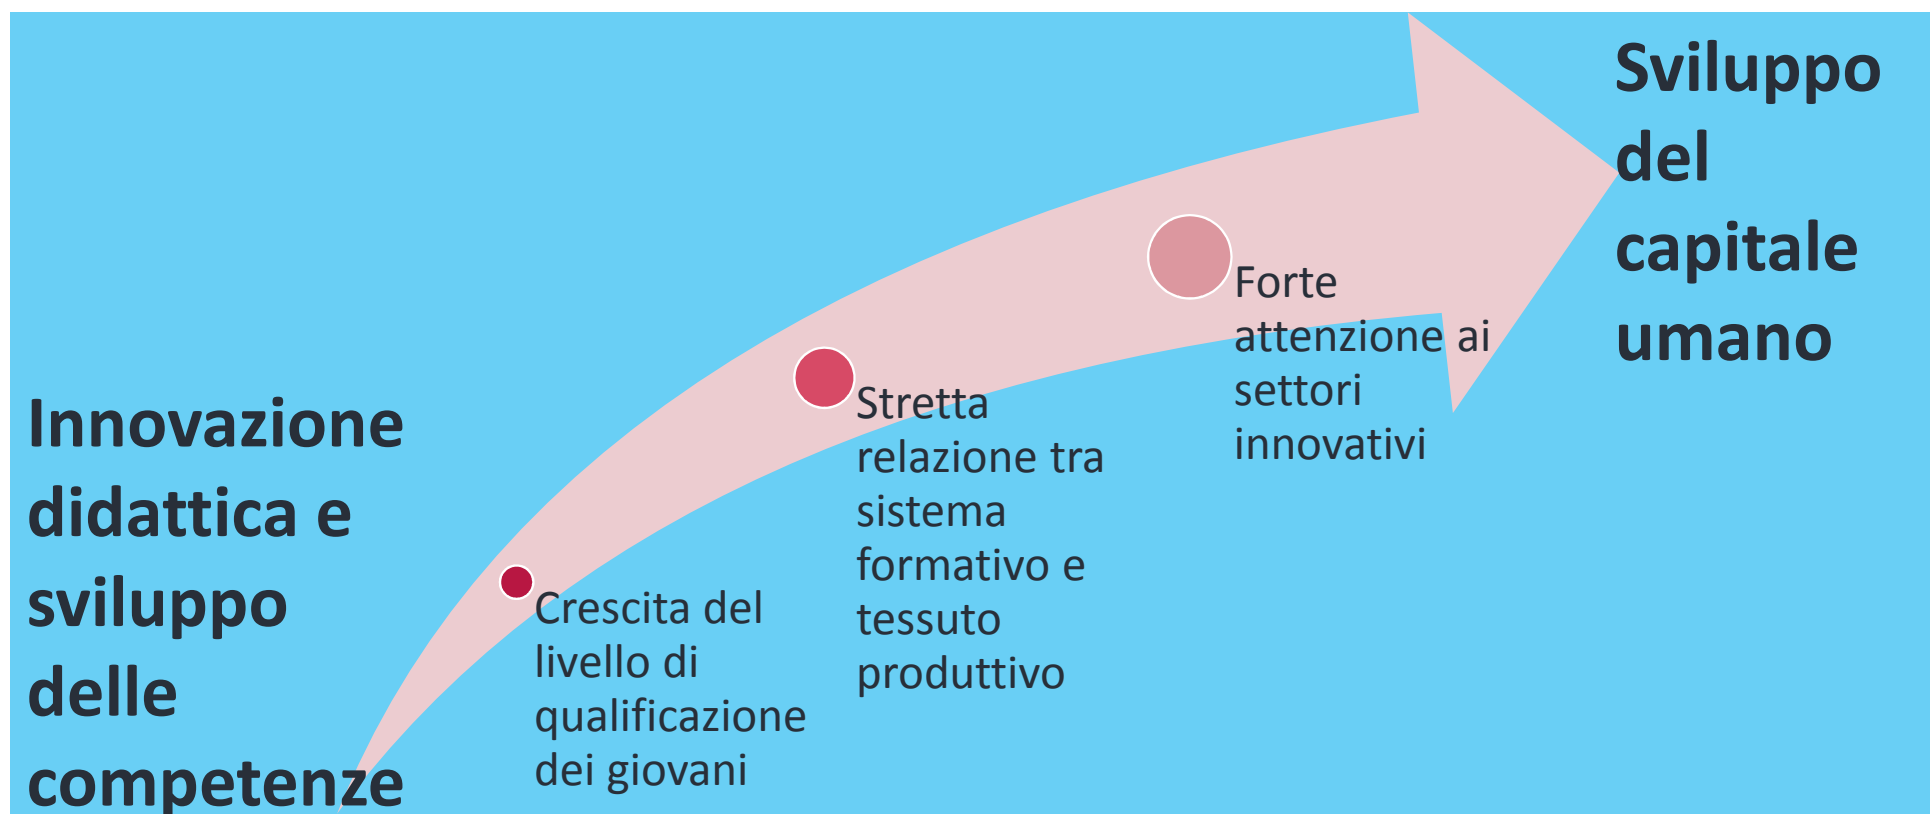 Innovazione
didattica e
sviluppo
delle
competenze
Crescita del
livello di
qualificazione
dei giovani
Stretta
relazione tra
sistema
formativo e
tessuto
produttivo
Forte
attenzione ai
settori
innovativi
Sviluppo
del
capitale
umano